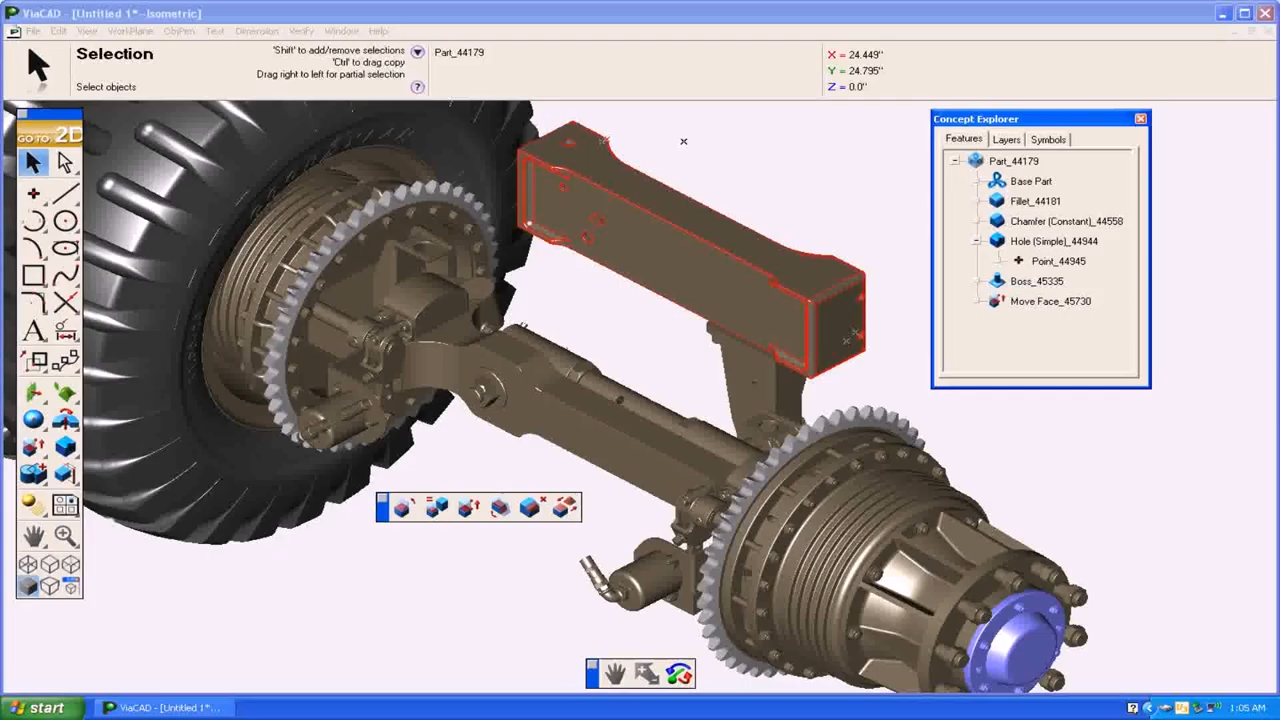 ViaCAD - [Untitled 1*--Isometric]
File Edit View WorkPlane ObjPen Text Dimension Verify Window Help
Selection
Select objects
'Shift' to add/remove selections
'Ctrl' to drag copy
Drag right to left for partial selection
?
Part_44179
X = 24.449"
Y = 24.795"
Z = 0.0"
GO TO: 2D
A
Concept Explorer
Features Layers Symbols
Part_44179
Base Part
Fillet_44181
Chamfer (Constant)_44558
Hole (Simple)_44944
Point_44945
Boss_45335
Move Face_45730
start
ViaCAD - [Untitled 1*...
?
1:05 AM